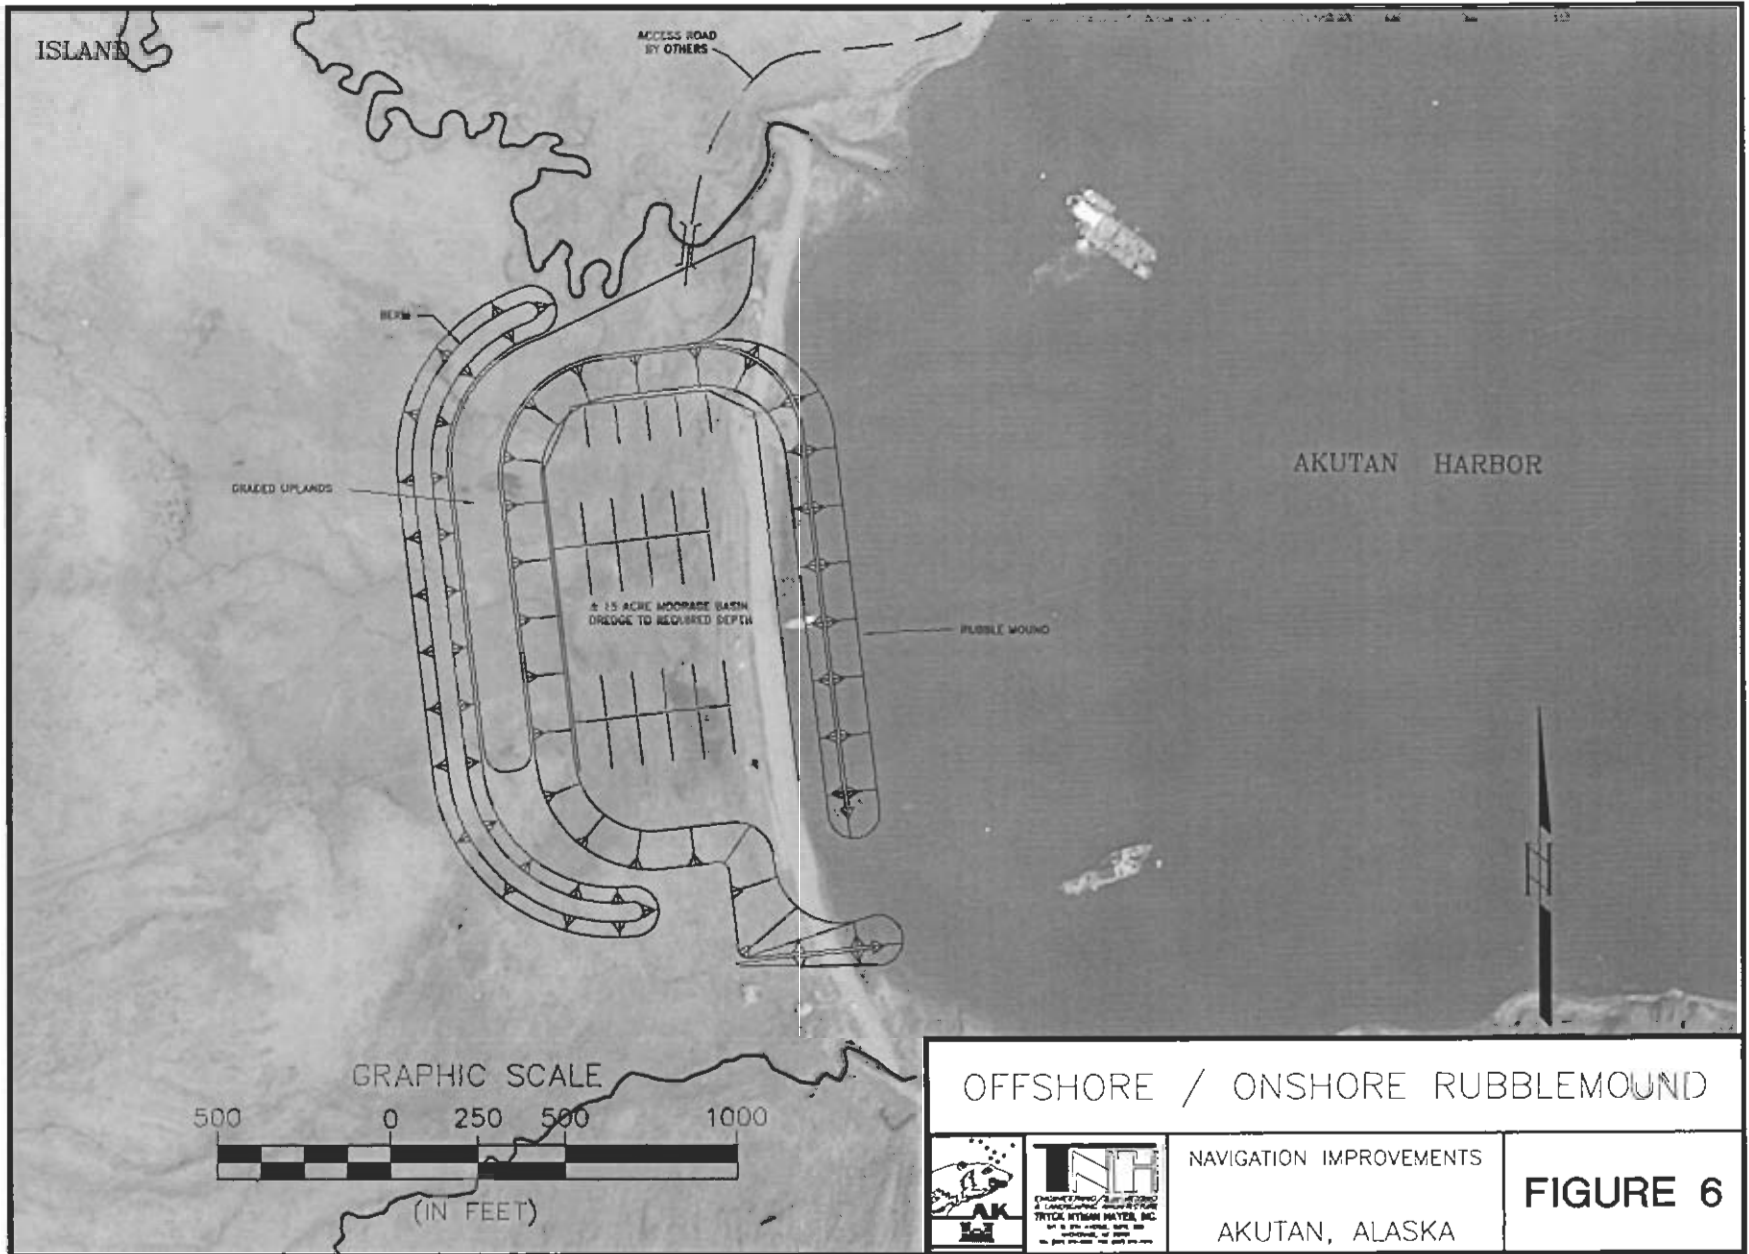 ISLAND
ACCESS ROAD
BY OTHERS
BERM
GRADED UPLANDS
AKUTAN HARBOR
± 15 ACRE MOORAGE BASIN
DREDGE TO REQUIRED DEPTH
RUBBLE MOUND
N
GRAPHIC SCALE
500 0 250 500 1000
(IN FEET)
OFFSHORE / ONSHORE RUBBLEMOUND
AK
TNH
TRYCK NYMAN HAYES, INC.
NAVIGATION IMPROVEMENTS
AKUTAN, ALASKA
FIGURE 6